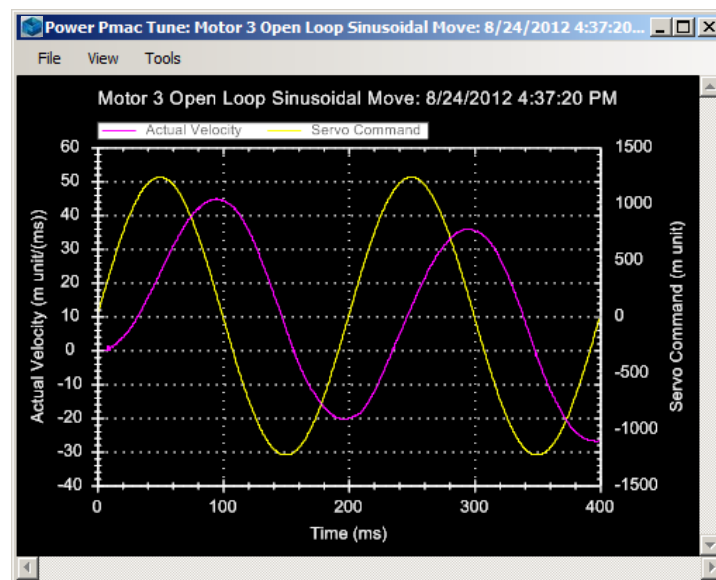 Power Pmac Tune: Motor 3 Open Loop Sinusoidal Move: 8/24/2012 4:37:20...
File View Tools
Motor 3 Open Loop Sinusoidal Move: 8/24/2012 4:37:20 PM
Actual Velocity Servo Command
60 1500
50
40 1000
30
20 500
10 0
0
-10 -500
-20
-30 -1000
-40 -1500
0 100 200 300 400
Time (ms)
Actual Velocity (m unit/(ms))
Servo Command (m unit)